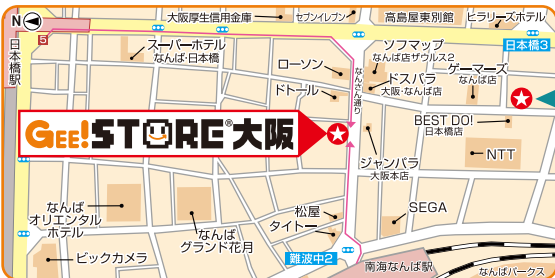 N
大阪厚生信用金庫
セブンイレブン
高島屋東別館
ヒラリーズホテル
日本橋駅
5
スーパーホテル
なんば・日本橋
ローソン
ドトール
なんさん通り
ソフマップ
なんば店ザウルス2
ドスパラ
大阪・なんば店
ゲーマーズ
なんば店
日本橋3
BEST DO!
日本橋店
NTT
GEE!STORE®大阪
ジャンパラ
大阪本店
なんば
オリエンタル
ホテル
なんば
グランド花月
松屋
タイトー
SEGA
ビックカメラ
難波中2
南海なんば駅
なんばパークス